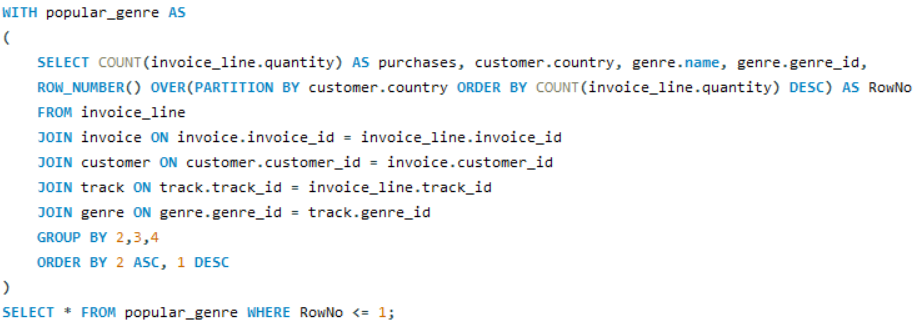 WITH popular_genre AS
(
    SELECT COUNT(invoice_line.quantity) AS purchases, customer.country, genre.name, genre.genre_id,
    ROW_NUMBER() OVER(PARTITION BY customer.country ORDER BY COUNT(invoice_line.quantity) DESC) AS RowNo
    FROM invoice_line
    JOIN invoice ON invoice.invoice_id = invoice_line.invoice_id
    JOIN customer ON customer.customer_id = invoice.customer_id
    JOIN track ON track.track_id = invoice_line.track_id
    JOIN genre ON genre.genre_id = track.genre_id
    GROUP BY 2,3,4
    ORDER BY 2 ASC, 1 DESC
)
SELECT * FROM popular_genre WHERE RowNo <= 1;